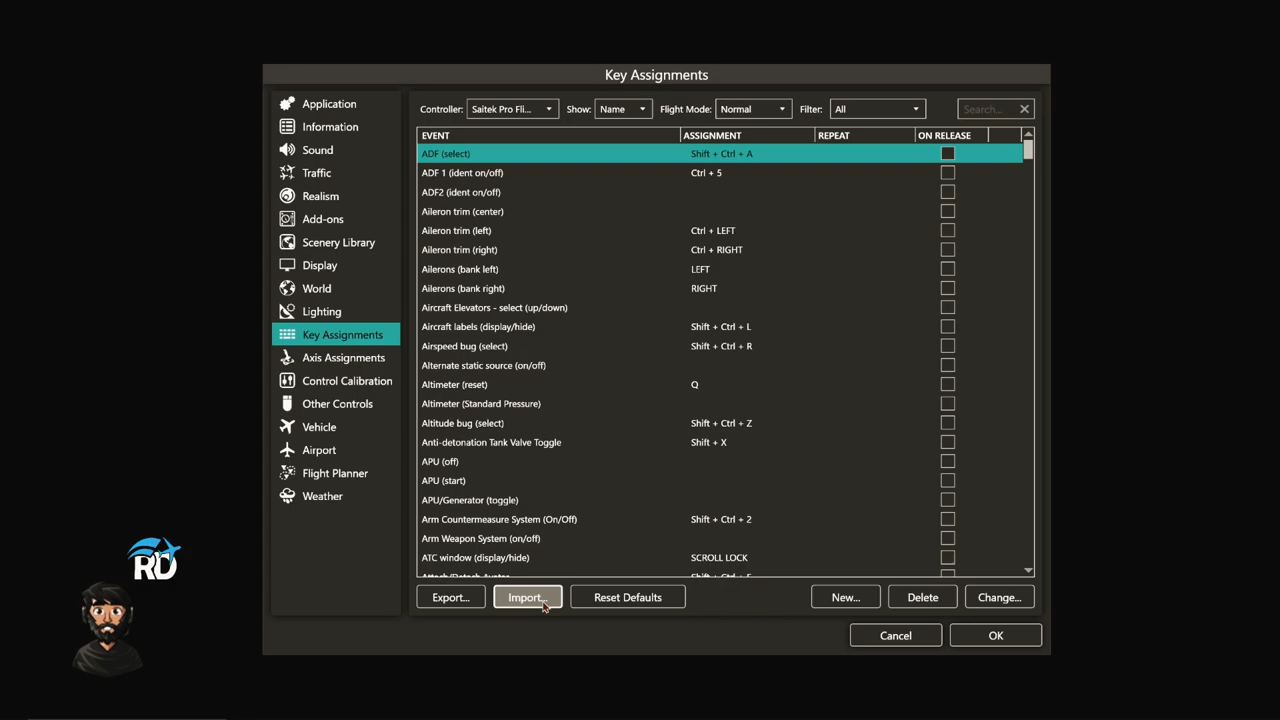 Key Assignments
Application
Information
Sound
Traffic
Realism
Add-ons
Scenery Library
Display
World
Lighting
Key Assignments
Axis Assignments
Control Calibration
Other Controls
Vehicle
Airport
Flight Planner
Weather
Controller: Saitek Pro Fli... Show: Name Flight Mode: Normal Filter: All Search...
EVENT ASSIGNMENT REPEAT ON RELEASE
ADF (select) Shift + Ctrl + A
ADF 1 (ident on/off) Ctrl + 5
ADF2 (ident on/off)
Aileron trim (center)
Aileron trim (left) Ctrl + LEFT
Aileron trim (right) Ctrl + RIGHT
Ailerons (bank left) LEFT
Ailerons (bank right) RIGHT
Aircraft Elevators - select (up/down)
Aircraft labels (display/hide) Shift + Ctrl + L
Airspeed bug (select) Shift + Ctrl + R
Alternate static source (on/off)
Altimeter (reset) Q
Altimeter (Standard Pressure)
Altitude bug (select) Shift + Ctrl + Z
Anti-detonation Tank Valve Toggle Shift + X
APU (off)
APU (start)
APU/Generator (toggle)
Arm Countermeasure System (On/Off) Shift + Ctrl + 2
Arm Weapon System (on/off)
ATC window (display/hide) SCROLL LOCK
Export... Import... Reset Defaults New... Delete Change...
Cancel OK
RD